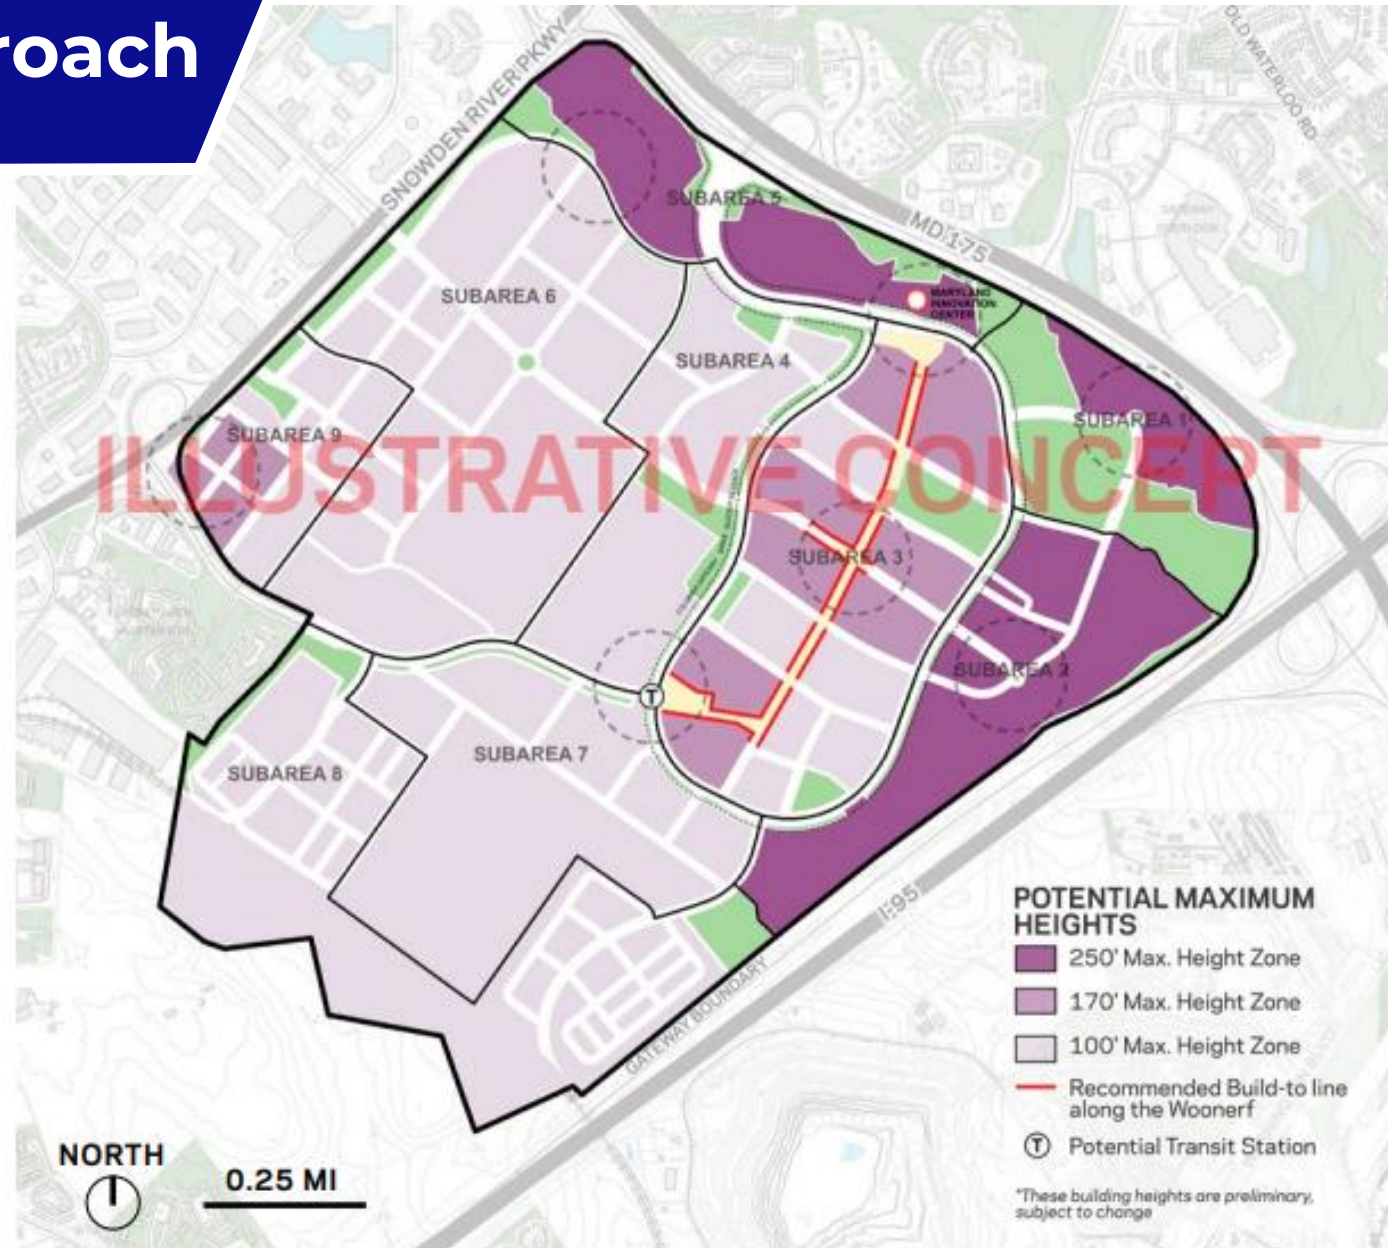 roach
SNOWDEN RIVER PKWY
OLD WATERLOO RD
MD 175
SUBAREA 5
MARYLAND
INNOVATION
CENTER
SUBAREA 6
SUBAREA 4
SUBAREA 1
SUBAREA 9
ILLUSTRATIVE CONCEPT
SUBAREA 3
SUBAREA 2
T
SUBAREA 7
SUBAREA 8
I-95
GATEWAY BOUNDARY
POTENTIAL MAXIMUM
HEIGHTS
250' Max. Height Zone
170' Max. Height Zone
100' Max. Height Zone
Recommended Build-to line
along the Woonerf
T Potential Transit Station
*These building heights are preliminary,
subject to change
NORTH
0.25 MI